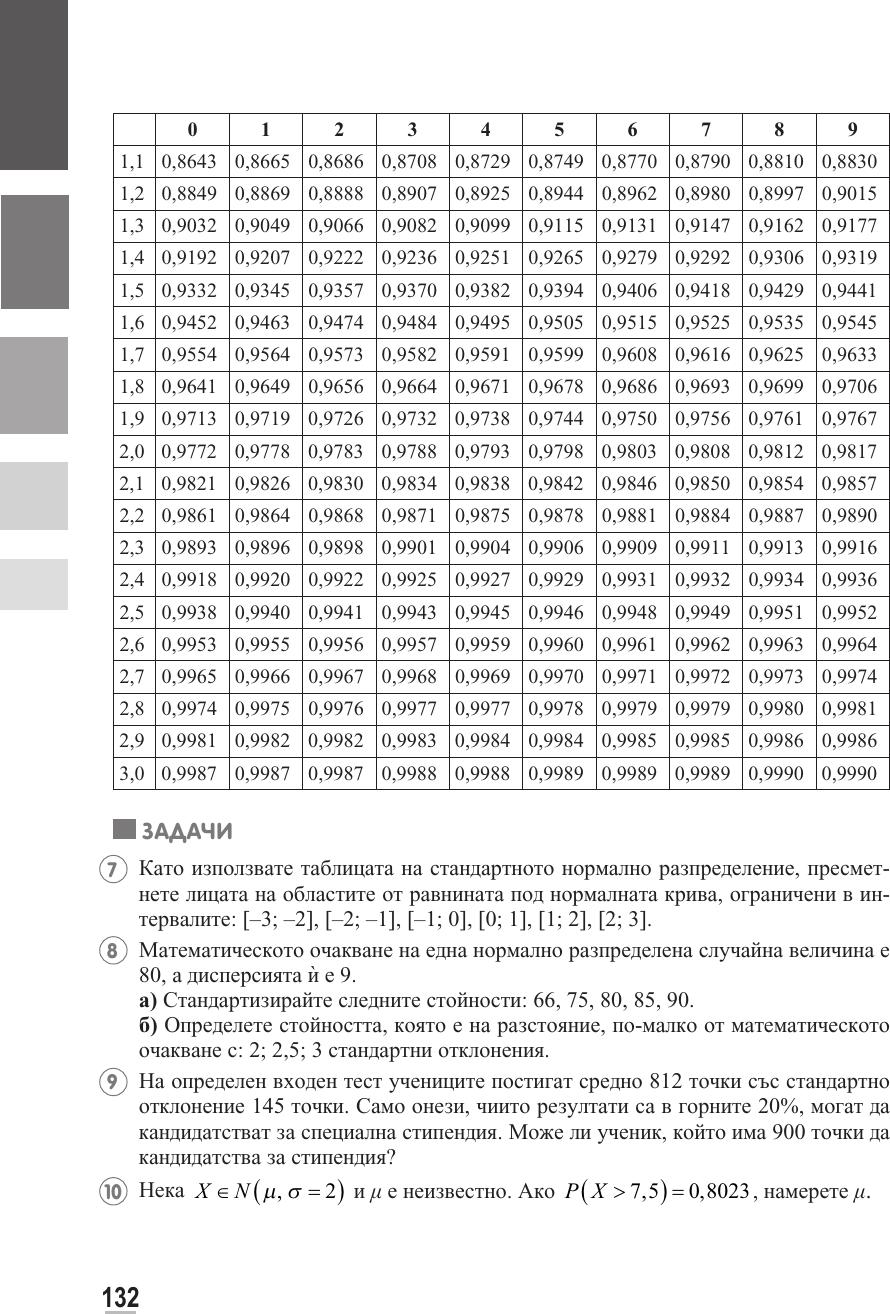 0 1 2 3 4 5 6 7 8 9
1,1 0,8643 0,8665 0,8686 0,8708 0,8729 0,8749 0,8770 0,8790 0,8810 0,8830
1,2 0,8849 0,8869 0,8888 0,8907 0,8925 0,8944 0,8962 0,8980 0,8997 0,9015
1,3 0,9032 0,9049 0,9066 0,9082 0,9099 0,9115 0,9131 0,9147 0,9162 0,9177
1,4 0,9192 0,9207 0,9222 0,9236 0,9251 0,9265 0,9279 0,9292 0,9306 0,9319
1,5 0,9332 0,9345 0,9357 0,9370 0,9382 0,9394 0,9406 0,9418 0,9429 0,9441
1,6 0,9452 0,9463 0,9474 0,9484 0,9495 0,9505 0,9515 0,9525 0,9535 0,9545
1,7 0,9554 0,9564 0,9573 0,9582 0,9591 0,9599 0,9608 0,9616 0,9625 0,9633
1,8 0,9641 0,9649 0,9656 0,9664 0,9671 0,9678 0,9686 0,9693 0,9699 0,9706
1,9 0,9713 0,9719 0,9726 0,9732 0,9738 0,9744 0,9750 0,9756 0,9761 0,9767
2,0 0,9772 0,9778 0,9783 0,9788 0,9793 0,9798 0,9803 0,9808 0,9812 0,9817
2,1 0,9821 0,9826 0,9830 0,9834 0,9838 0,9842 0,9846 0,9850 0,9854 0,9857
2,2 0,9861 0,9864 0,9868 0,9871 0,9875 0,9878 0,9881 0,9884 0,9887 0,9890
2,3 0,9893 0,9896 0,9898 0,9901 0,9904 0,9906 0,9909 0,9911 0,9913 0,9916
2,4 0,9918 0,9920 0,9922 0,9925 0,9927 0,9929 0,9931 0,9932 0,9934 0,9936
2,5 0,9938 0,9940 0,9941 0,9943 0,9945 0,9946 0,9948 0,9949 0,9951 0,9952
2,6 0,9953 0,9955 0,9956 0,9957 0,9959 0,9960 0,9961 0,9962 0,9963 0,9964
2,7 0,9965 0,9966 0,9967 0,9968 0,9969 0,9970 0,9971 0,9972 0,9973 0,9974
2,8 0,9974 0,9975 0,9976 0,9977 0,9977 0,9978 0,9979 0,9979 0,9980 0,9981
2,9 0,9981 0,9982 0,9982 0,9983 0,9984 0,9984 0,9985 0,9985 0,9986 0,9986
3,0 0,9987 0,9987 0,9987 0,9988 0,9988 0,9989 0,9989 0,9989 0,9990 0,9990
ЗАДАЧИ
7 Като използвате таблицата на стандартното нормално разпределение, пресмет-
нете лицата на областите от равнината под нормалната крива, ограничени в ин-
тервалите: [–3; –2], [–2; –1], [–1; 0], [0; 1], [1; 2], [2; 3].
8 Математическото очакване на една нормално разпределена случайна величина е
80, а дисперсията ѝ е 9.
а) Стандартизирайте следните стойности: 66, 75, 80, 85, 90.
б) Определете стойността, която е на разстояние, по-малко от математическото
очакване с: 2; 2,5; 3 стандартни отклонения.
9 На определен входен тест учениците постигат средно 812 точки със стандартно
отклонение 145 точки. Само онези, чиито резултати са в горните 20%, могат да
кандидатстват за специална стипендия. Може ли ученик, който има 900 точки да
кандидатства за стипендия?
10 Нека X ∈ N(μ, σ = 2) и μ е неизвестно. Ако P(X > 7,5) = 0,8023, намерете μ.
132